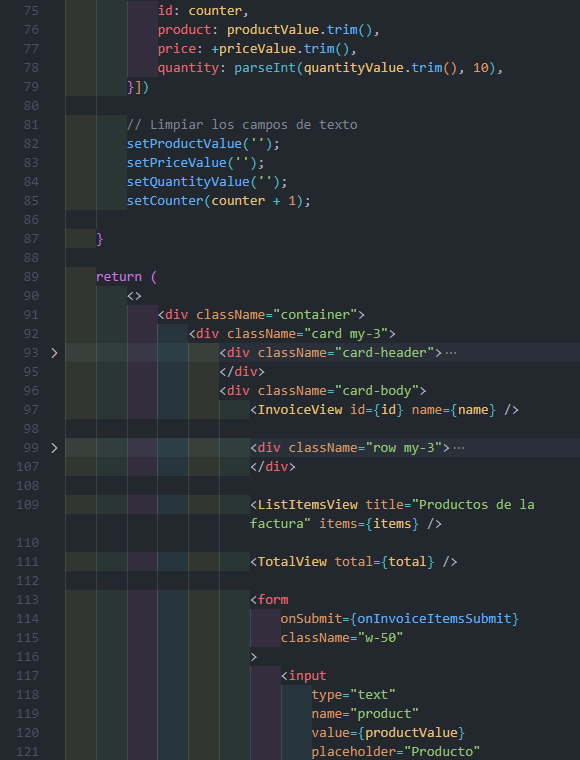 75 id: counter,
76 product: productValue.trim(),
77 price: +priceValue.trim(),
78 quantity: parseInt(quantityValue.trim(), 10),
79 }])
80
81 // Limpiar los campos de texto
82 setProductValue('');
83 setPriceValue('');
84 setQuantityValue('');
85 setCounter(counter + 1);
86
87 }
88
89 return (
90 <>
91 <div className="container">
92 <div className="card my-3">
93 <div className="card-header">···
95 </div>
96 <div className="card-body">
97 <InvoiceView id={id} name={name} />
98
99 <div className="row my-3">···
107 </div>
108
109 <ListItemsView title="Productos de la
factura" items={items} />
110
111 <TotalView total={total} />
112
113 <form
114 onSubmit={onInvoiceItemsSubmit}
115 className="w-50"
116 >
117 <input
118 type="text"
119 name="product"
120 value={productValue}
121 placeholder="Producto"